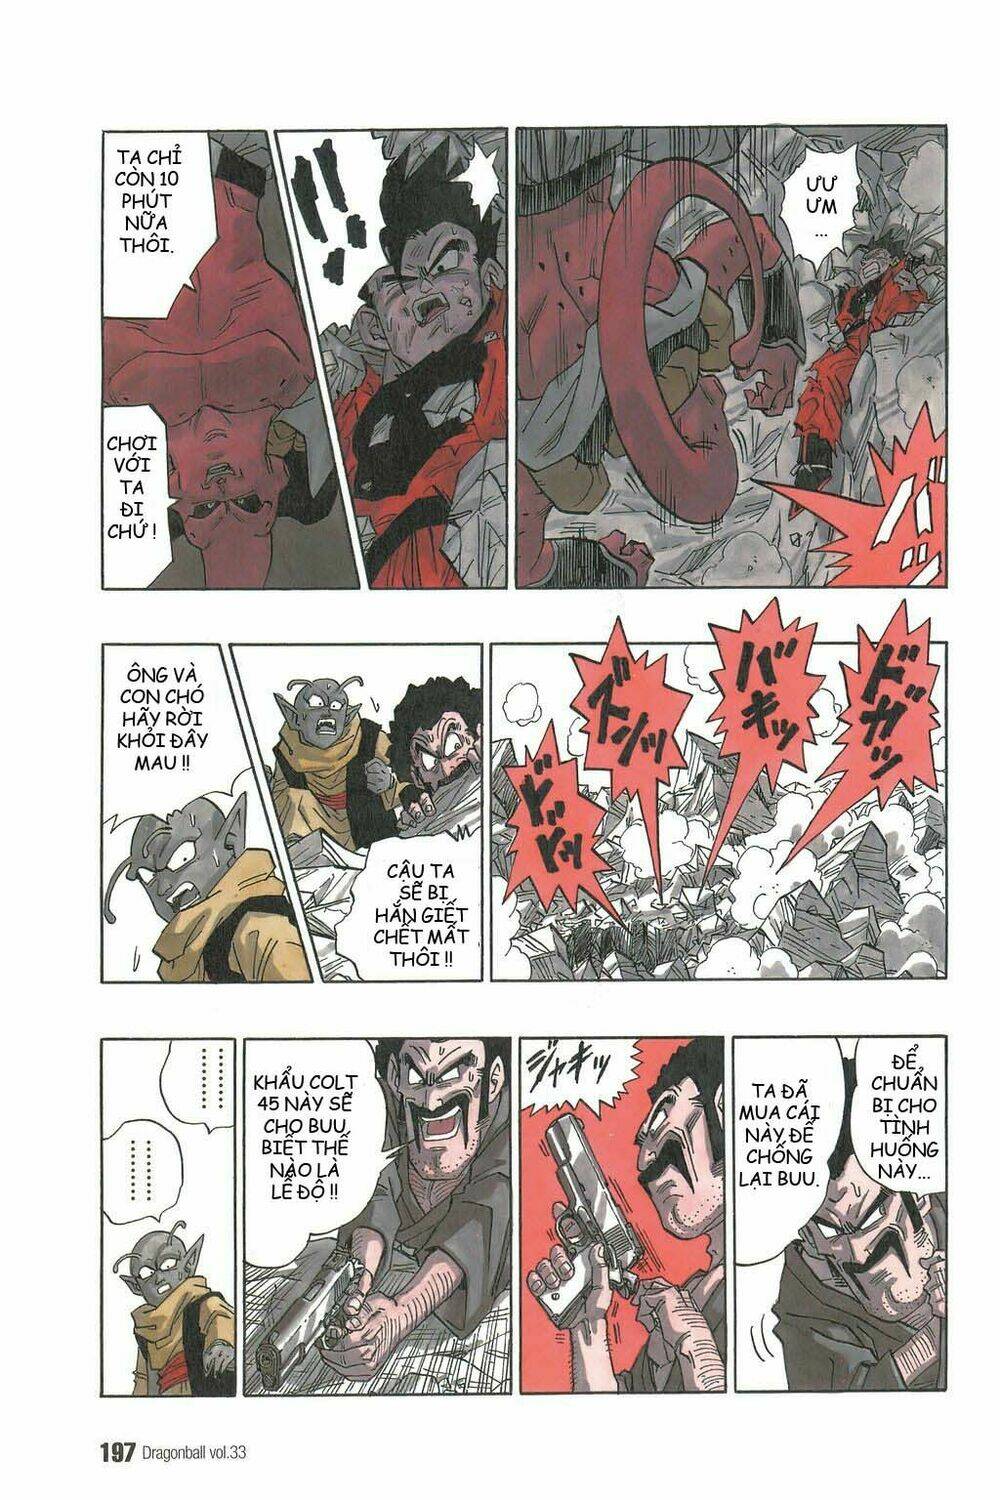 ƯƯ
ƯM
...
TA CHỈ
CÒN 10
PHÚT
NỮA
THÔI.
CHƠI
VỚI
TA
ĐI
CHỨ !
ドガッ
バキッ
ズンッ
ドドドッ
CẬU TA
SẼ BỊ
HẮN GIẾT
CHẾT MẤT
THÔI !!
ÔNG VÀ
CON CHÓ
HÃY RỜI
KHỎI ĐÂY
MAU !!
ĐỂ
CHUẨN
BỊ CHO
TÌNH
HUỐNG
NÀY...
TA ĐÃ
MUA CÁI
NÀY ĐỂ
CHỐNG
LẠI BUU.
ジャキッ
KHẨU COLT
45 NÀY SẼ
CHO BUU
BIẾT THẾ
NÀO LÀ
LỄ ĐỘ !!
.......
.......
197 Dragonball vol.33